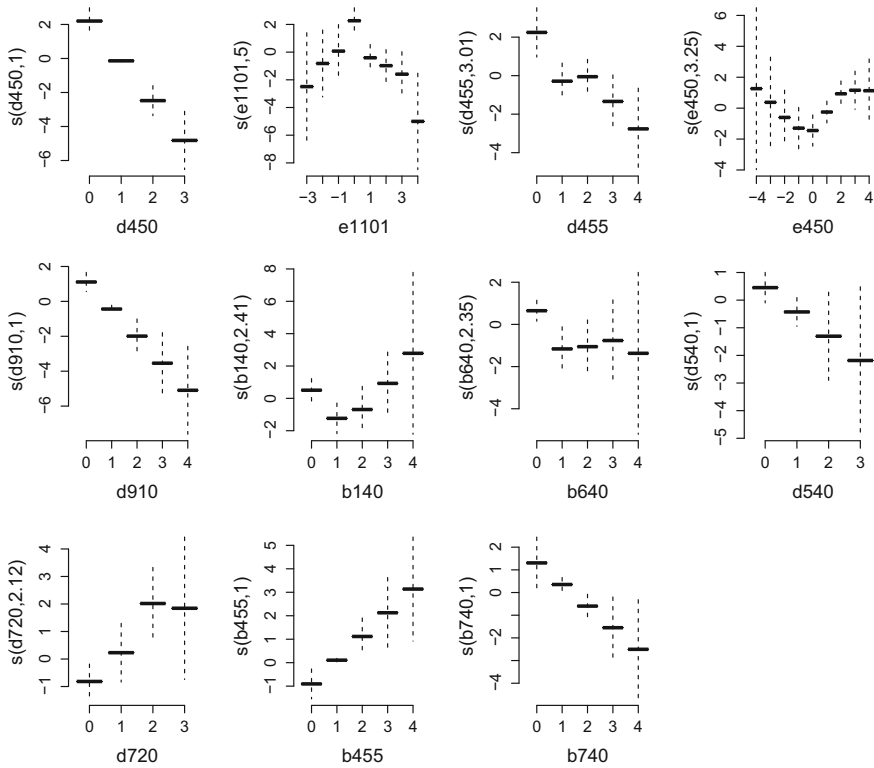 s(d450,1)
2
0
−2
−4
−6
0 1 2 3
d450
s(e1101,5)
2
0
−2
−4
−6
−8
−3 −1 1 3
e1101
s(d455,3.01)
2
0
−2
−4
0 1 2 3 4
d455
s(e450,3.25)
6
4
2
0
−2
−4
−4 −2 0 2 4
e450
s(d910,1)
2
0
−2
−4
−6
0 1 2 3 4
d910
s(b140,2.41)
8
6
4
2
0
−2
0 1 2 3 4
b140
s(b640,2.35)
2
0
−2
−4
0 1 2 3 4
b640
s(d540,1)
1
0
−1
−2
−3
−4
−5
0 1 2 3
d540
s(d720,2.12)
4
3
2
1
0
−1
0 1 2 3
d720
s(b455,1)
5
4
3
2
1
0
−1
0 1 2 3 4
b455
s(b740,1)
2
1
0
−2
−4
0 1 2 3 4
b740